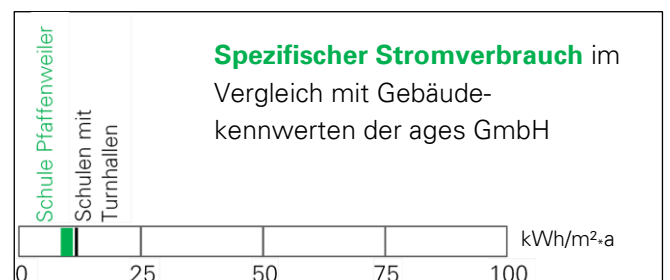 Schule Pfaffenweiler
Schulen mit
Turnhallen
Spezifischer Stromverbrauch im
Vergleich mit Gebäude-
kennwerten der ages GmbH
kWh/m²*a
0 25 50 75 100